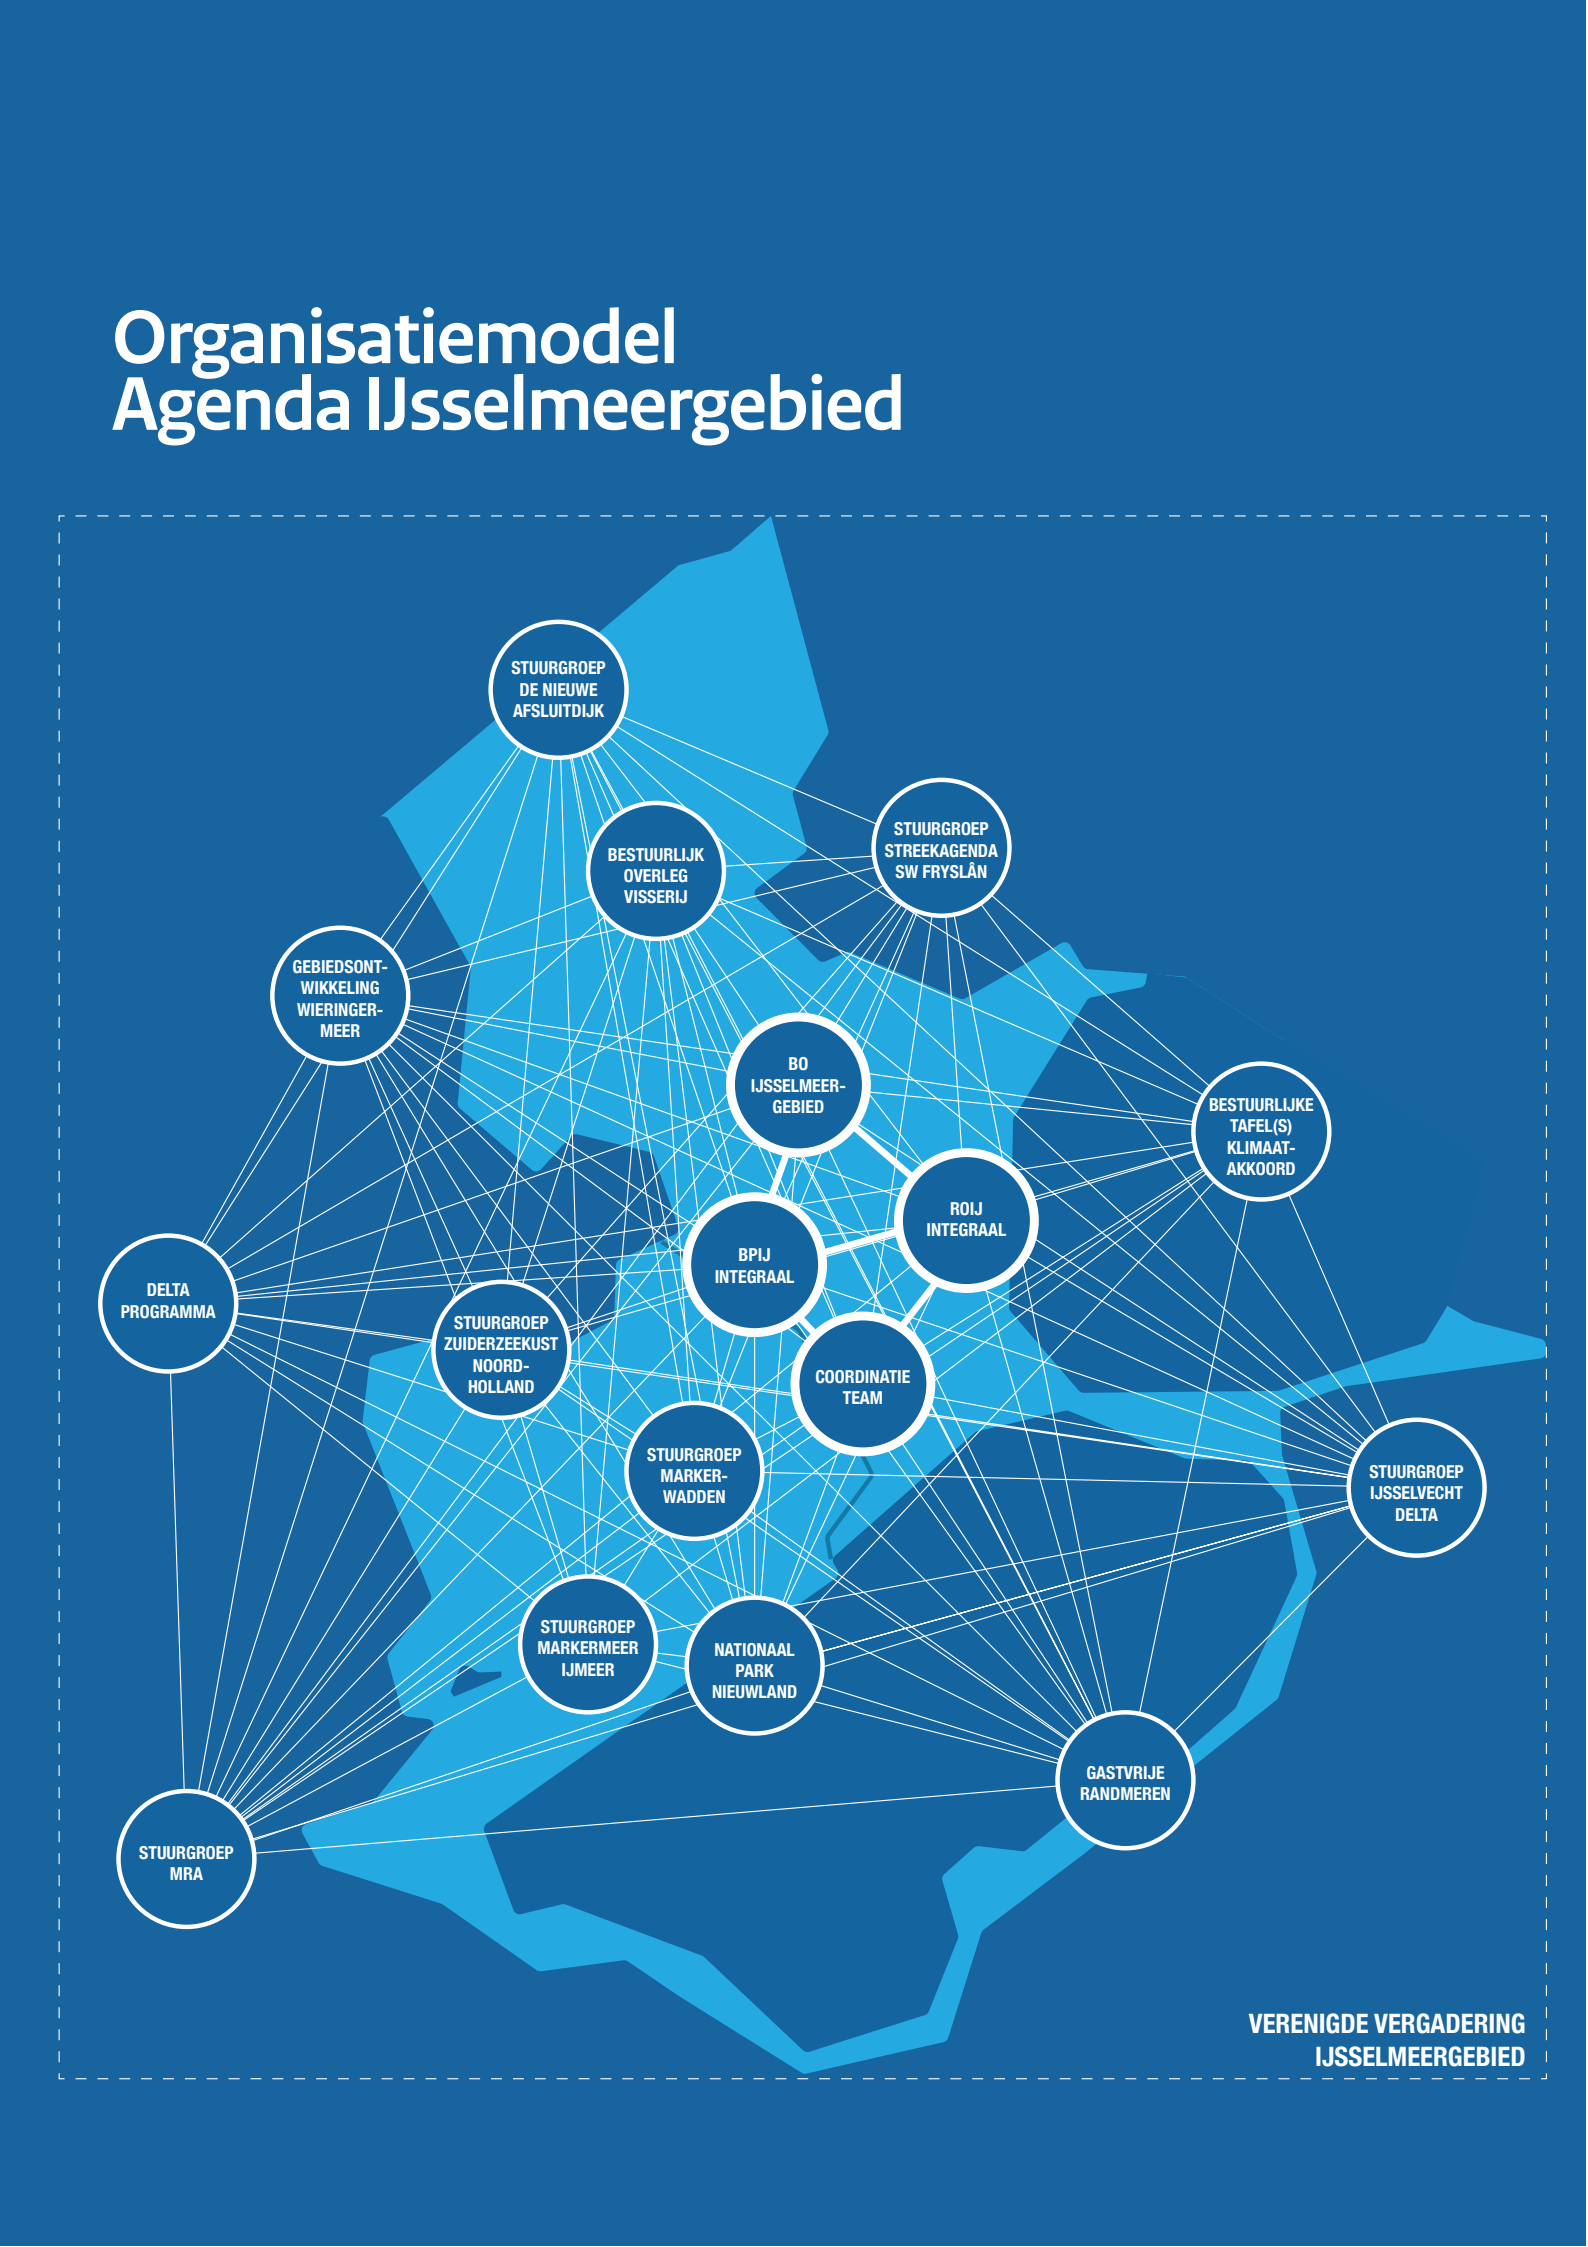 Organisatiemodel
Agenda IJsselmeergebied
STUURGROEP
DE NIEUWE
AFSLUITDIJK
STUURGROEP
STREEKAGENDA
SW FRYSLÂN
BESTUURLIJK
OVERLEG
VISSERIJ
GEBIEDSONT-
WIKKELING
WIERINGER-
MEER
BO
IJSSELMEER-
GEBIED
BESTUURLIJKE
TAFEL(S)
KLIMAAT-
AKKOORD
ROIJ
INTEGRAAL
BPIJ
INTEGRAAL
DELTA
PROGRAMMA
STUURGROEP
ZUIDERZEEKUST
NOORD-
HOLLAND
COORDINATIE
TEAM
STUURGROEP
MARKER-
WADDEN
STUURGROEP
IJSSELVECHT
DELTA
STUURGROEP
MARKERMEER
IJMEER
NATIONAAL
PARK
NIEUWLAND
GASTVRIJE
RANDMEREN
STUURGROEP
MRA
VERENIGDE VERGADERING
IJSSELMEERGEBIED